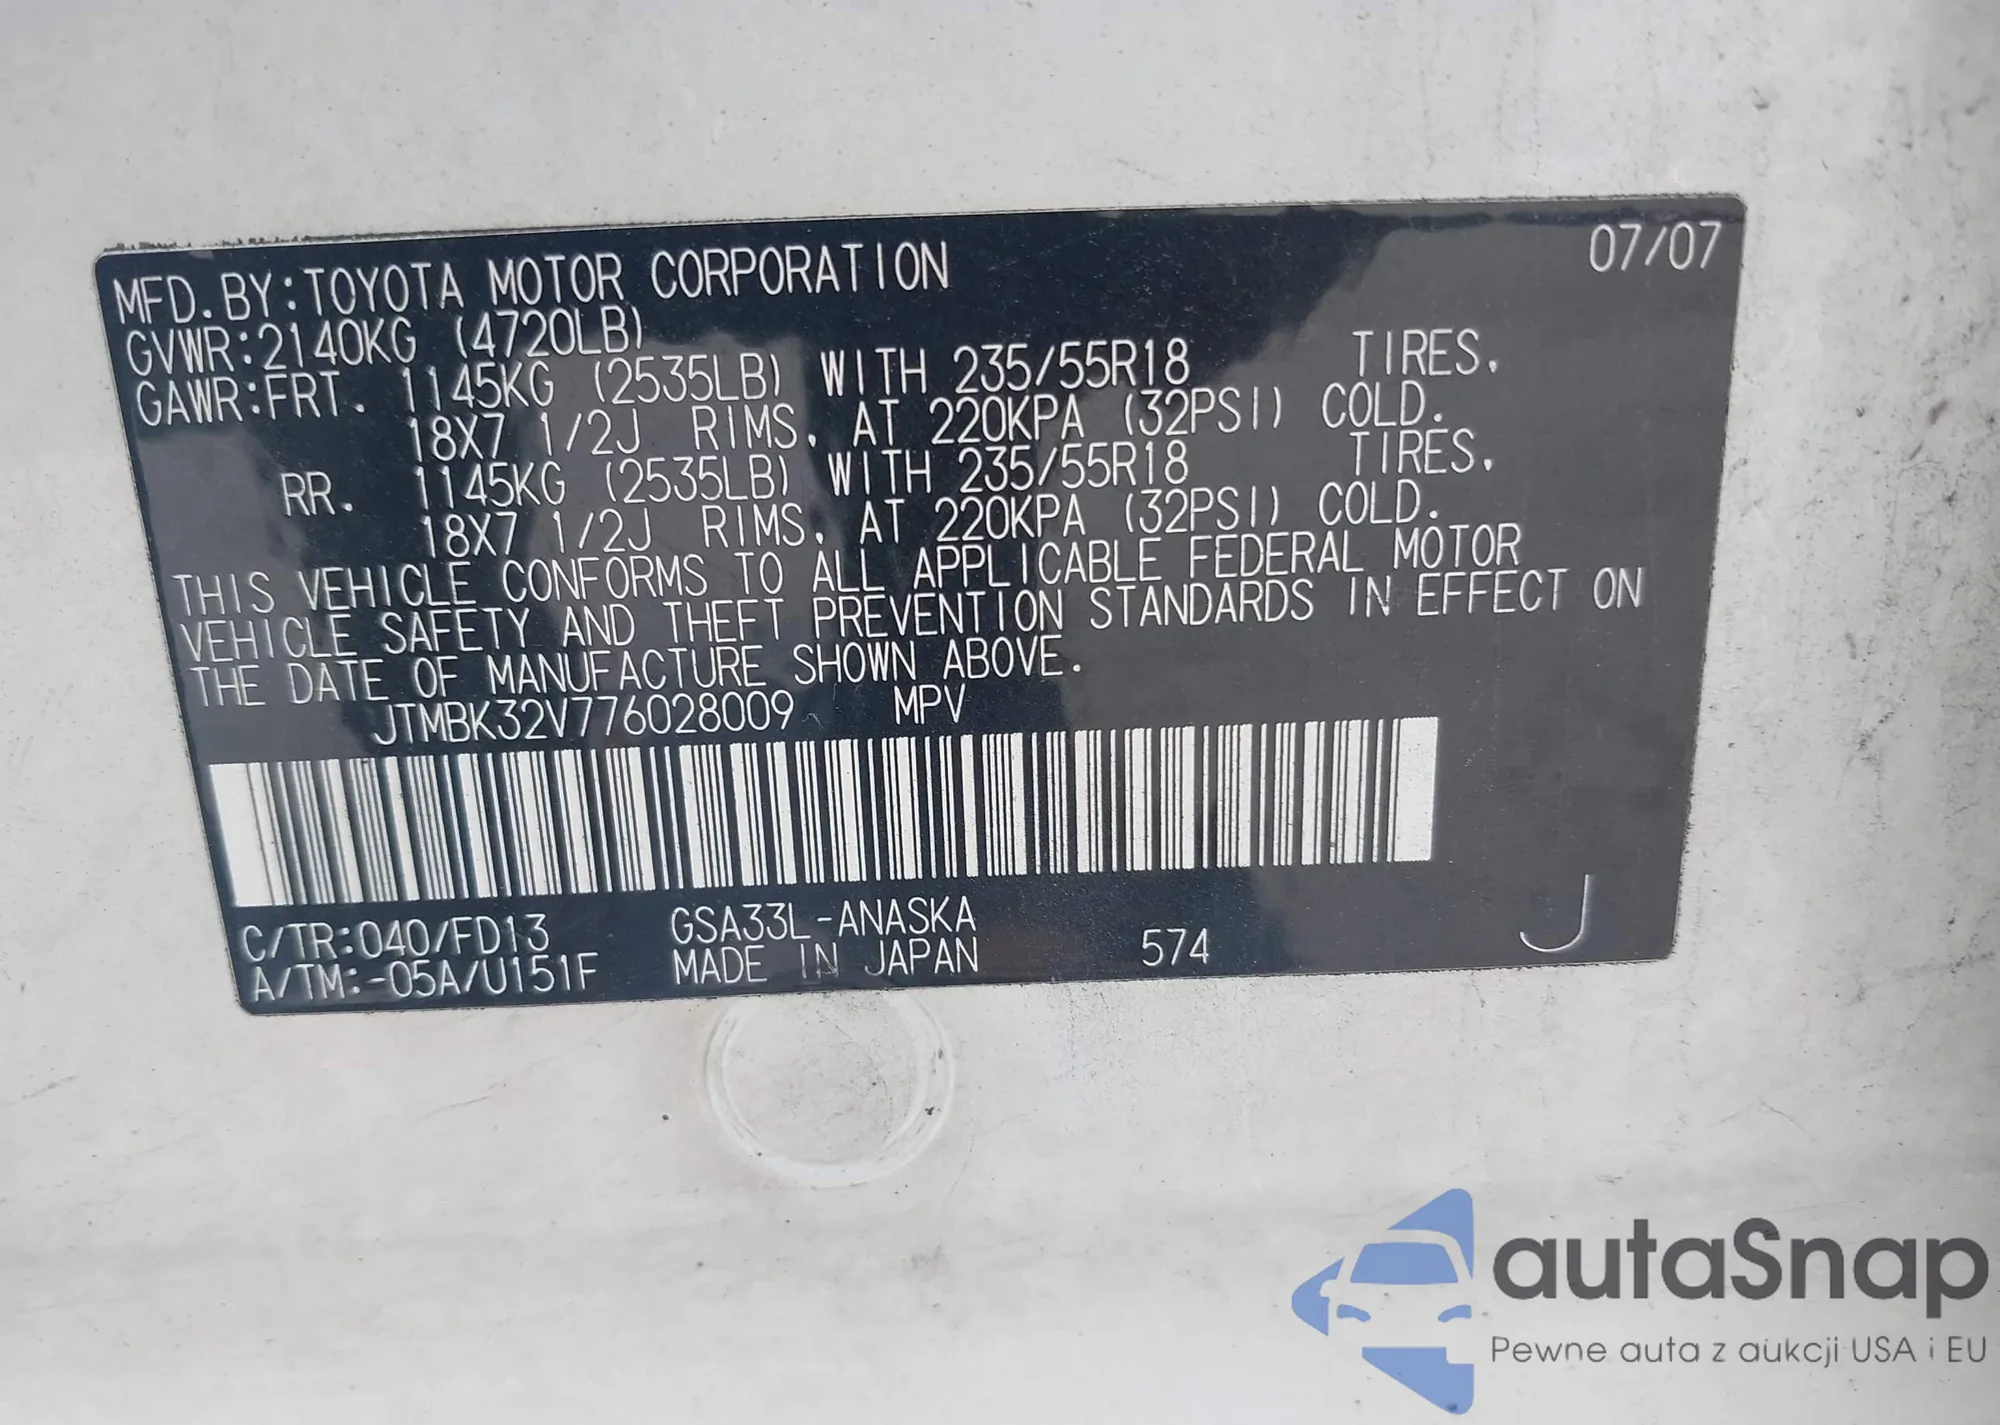 07/07
MFD. BY: TOYOTA MOTOR CORPORATION
GVWR: 2140KG (4720LB)
GAWR: FRT. 1145KG (2535LB) WITH 235/55R18 TIRES.
18X7 1/2J RIMS. AT 220KPA (32PSI) COLD.
RR. 1145KG (2535LB) WITH 235/55R18 TIRES.
18X7 1/2J RIMS. AT 220KPA (32PSI) COLD.
THIS VEHICLE CONFORMS TO ALL APPLICABLE FEDERAL MOTOR
VEHICLE SAFETY AND THEFT PREVENTION STANDARDS IN EFFECT ON
THE DATE OF MANUFACTURE SHOWN ABOVE.
JTMBK32V776028009 MPV
C/TR: 040/FD13 GSA33L-ANASKA
A/TM: -05A/U151F MADE IN JAPAN 574 J
autaSnap
Pewne auta z aukcji USA i EU